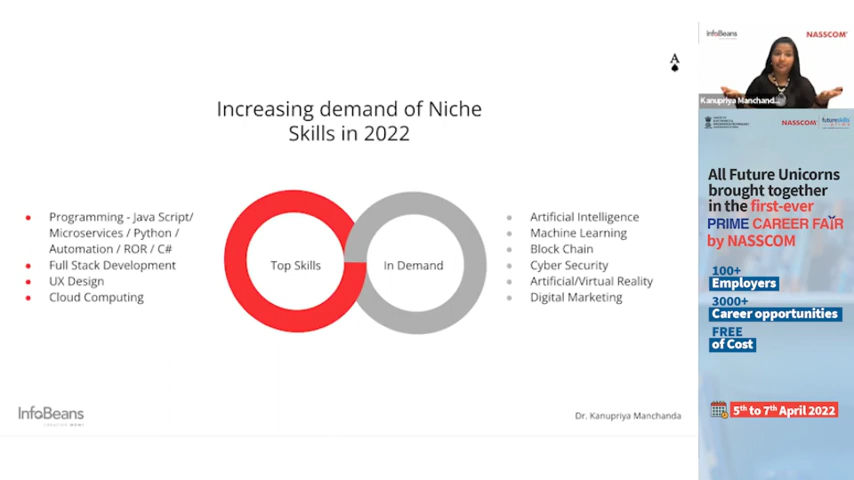 Increasing demand of Niche
Skills in 2022
Programming - Java Script/
Microservices / Python /
Automation / ROR / C#
Full Stack Development
UX Design
Cloud Computing
Top Skills
In Demand
Artificial Intelligence
Machine Learning
Block Chain
Cyber Security
Artificial/Virtual Reality
Digital Marketing
InfoBeans
Dr. Kanupriya Manchanda
A
InfoBeans
NASSCOM
Kanupriya Manchand...
NASSCOM
futureskills
All Future Unicorns
brought together
in the first-ever
PRIME CAREER FAIR
by NASSCOM
100+
Employers
3000+
Career opportunities
FREE
of Cost
5th to 7th April 2022